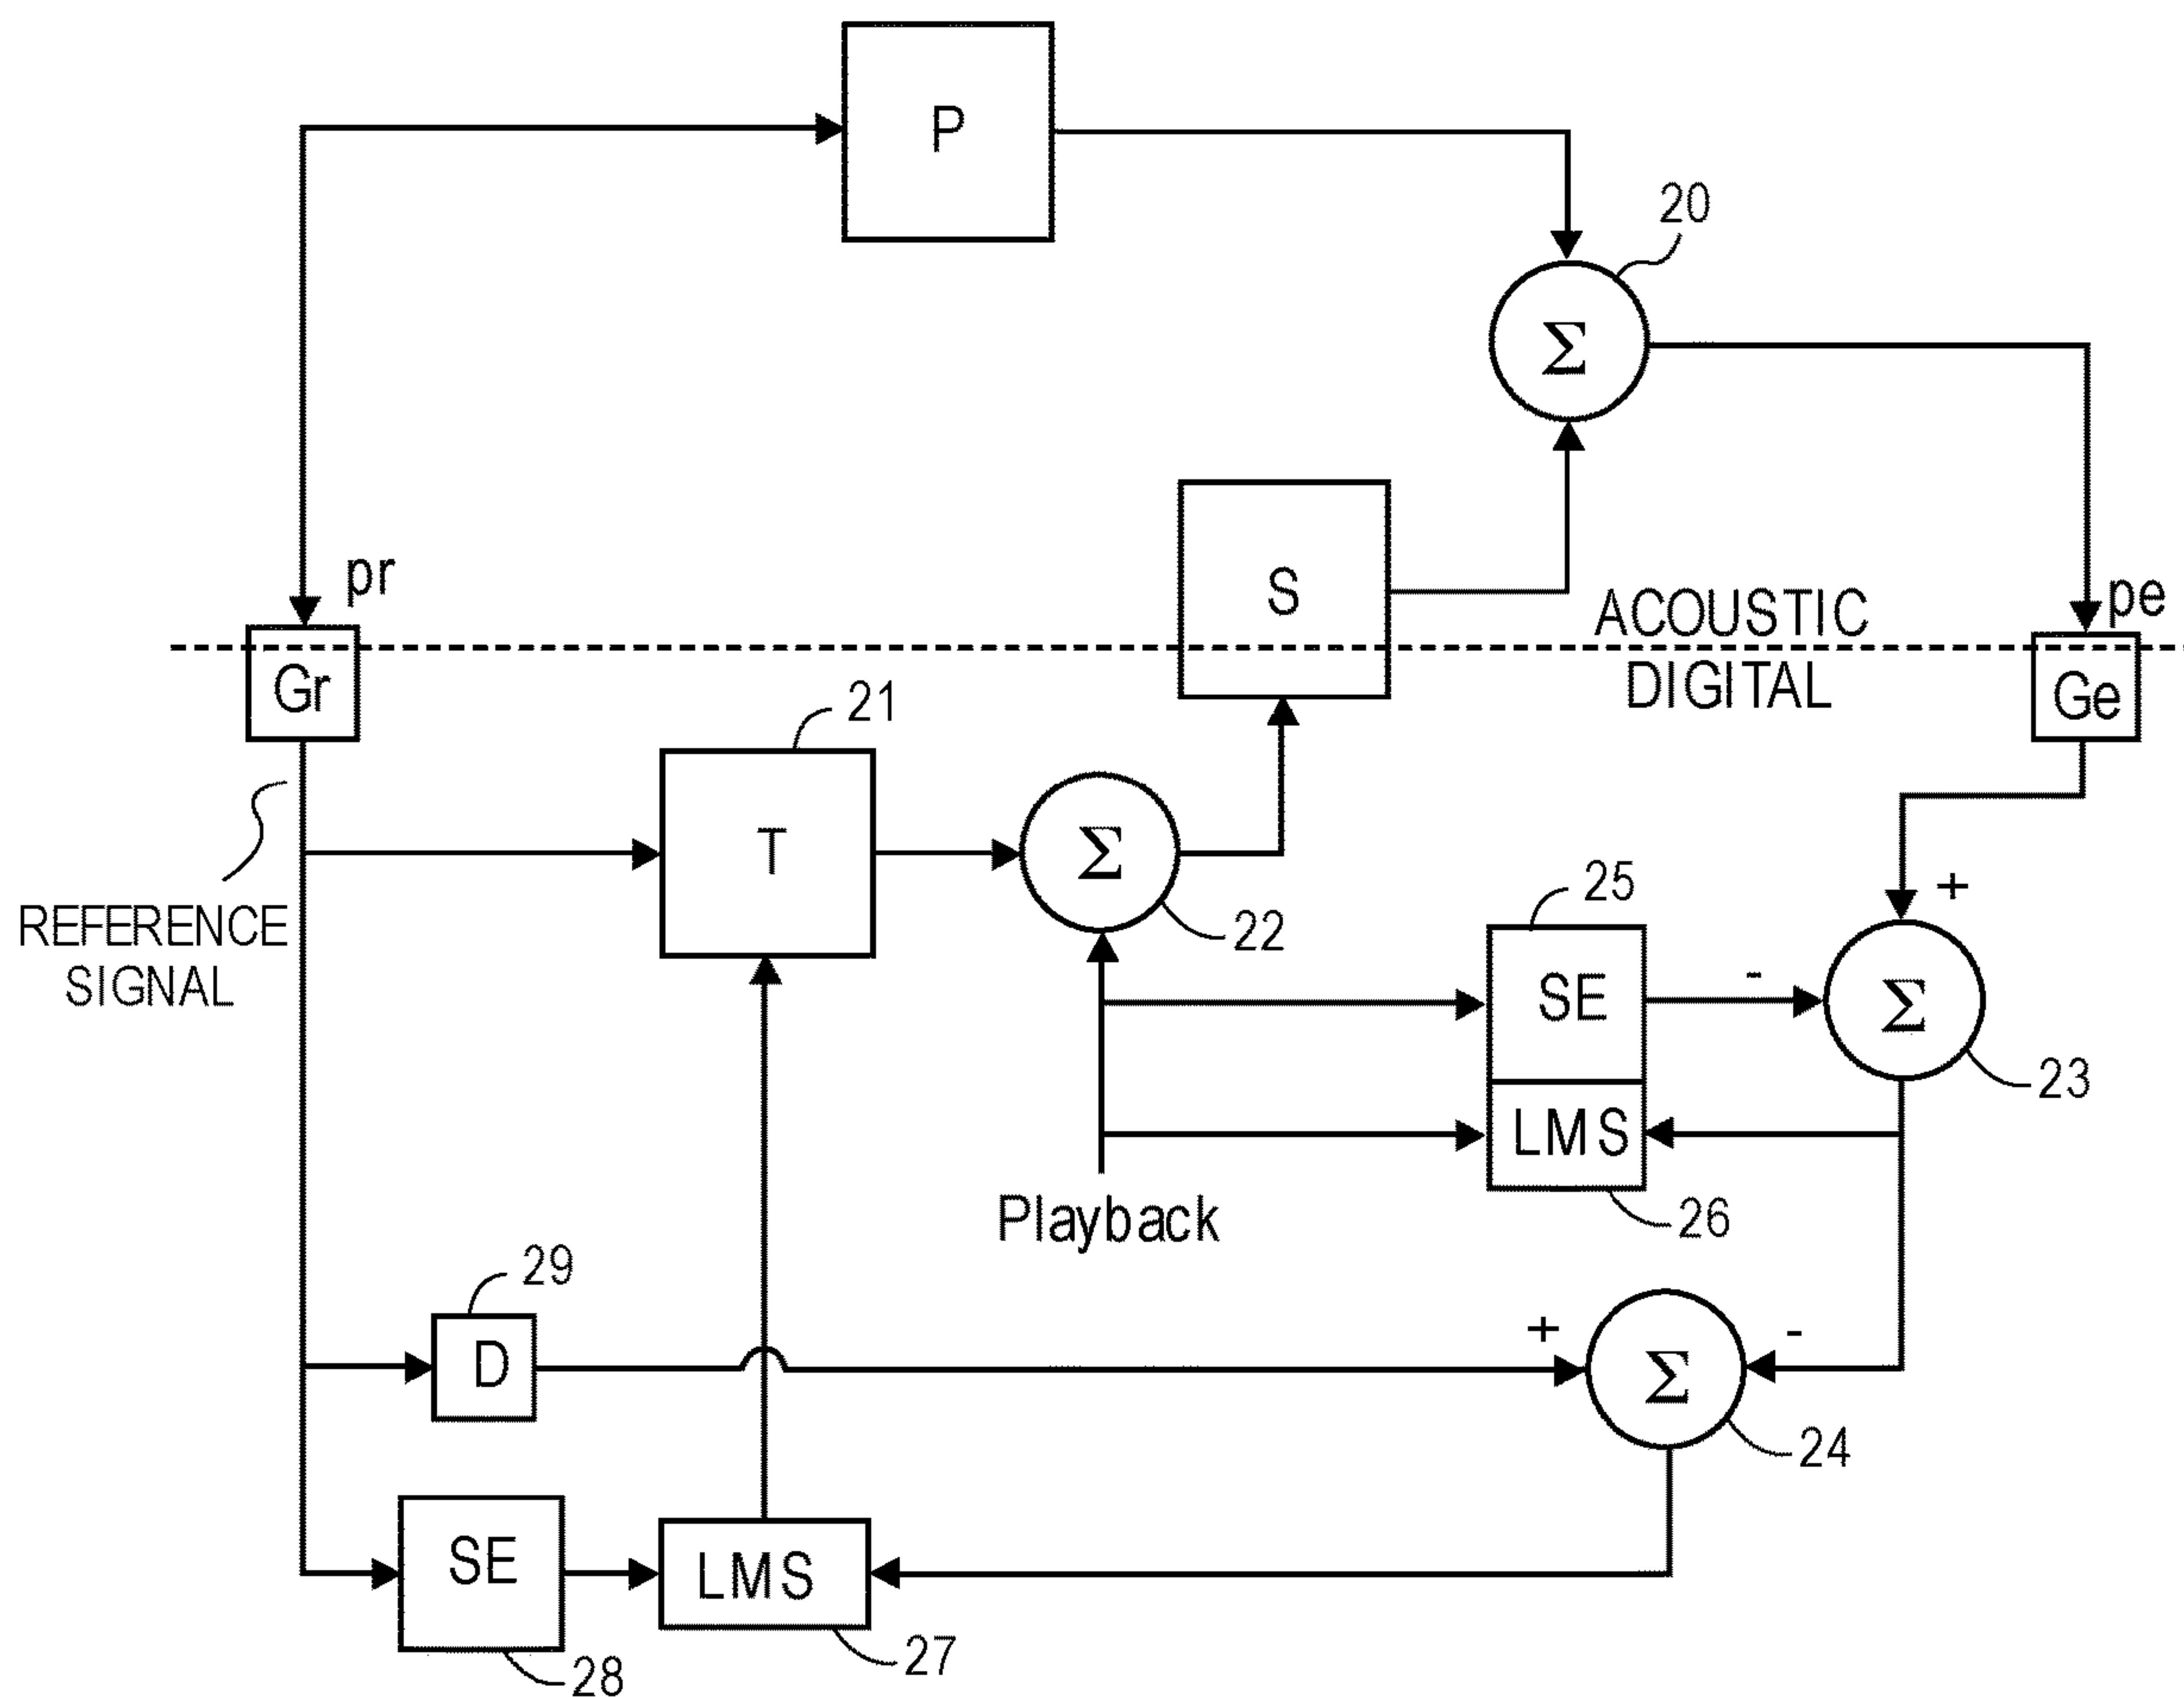 P
20
Σ
pr
S
ACOUSTIC
pe
DIGITAL
Gr
Ge
21
T
Σ
22
25
+
REFERENCE
SIGNAL
SE
-
Σ
23
LMS
Playback
26
29
D
+
-
Σ
24
SE
LMS
27
28